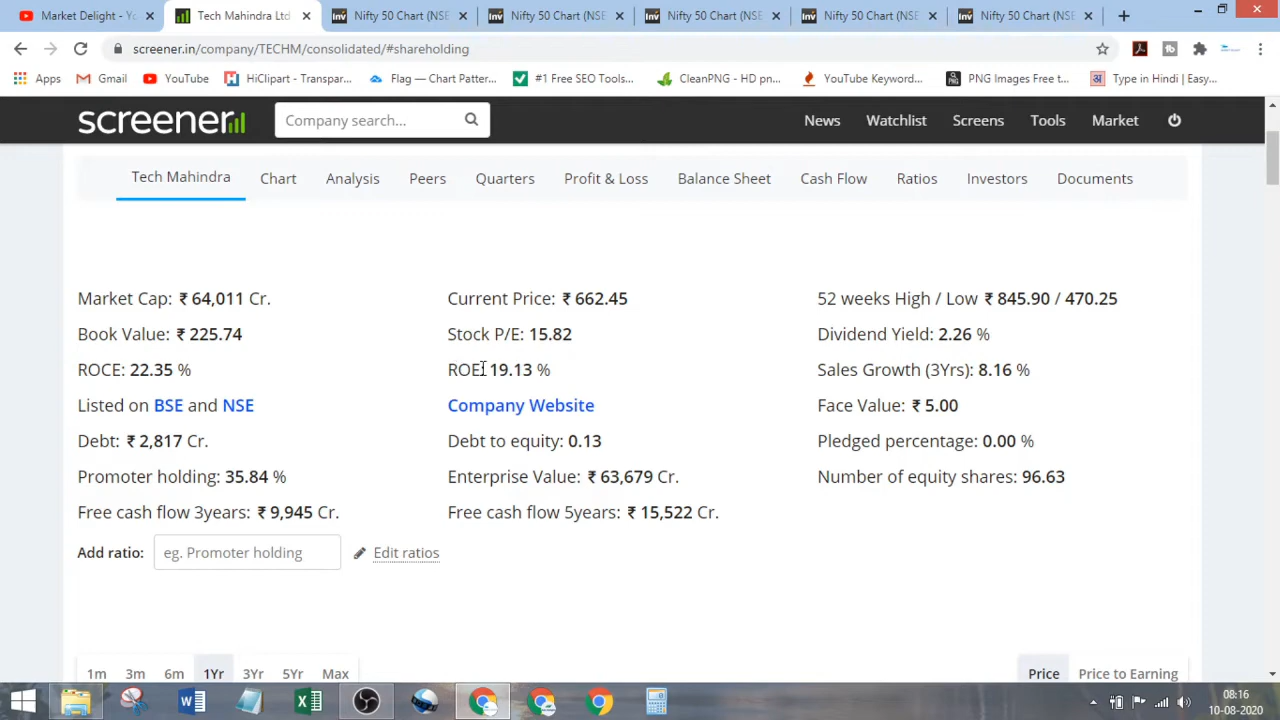 Market Delight - Yo
Tech Mahindra Ltd
Nifty 50 Chart (NSE
Nifty 50 Chart (NSE
Nifty 50 Chart (NSE
Nifty 50 Chart (NSE
Nifty 50 Chart (NSE
screener.in/company/TECHM/consolidated/#shareholding
Apps
Gmail
YouTube
HiClipart - Transpar...
Flag — Chart Patter...
#1 Free SEO Tools...
CleanPNG - HD pn...
YouTube Keyword...
PNG Images Free t...
Type in Hindi | Easy...
screener
Company search...
News
Watchlist
Screens
Tools
Market
Tech Mahindra
Chart
Analysis
Peers
Quarters
Profit & Loss
Balance Sheet
Cash Flow
Ratios
Investors
Documents
Market Cap: ₹ 64,011 Cr.
Current Price: ₹ 662.45
52 weeks High / Low ₹ 845.90 / 470.25
Book Value: ₹ 225.74
Stock P/E: 15.82
Dividend Yield: 2.26 %
ROCE: 22.35 %
ROE: 19.13 %
Sales Growth (3Yrs): 8.16 %
Listed on BSE and NSE
Company Website
Face Value: ₹ 5.00
Debt: ₹ 2,817 Cr.
Debt to equity: 0.13
Pledged percentage: 0.00 %
Promoter holding: 35.84 %
Enterprise Value: ₹ 63,679 Cr.
Number of equity shares: 96.63
Free cash flow 3years: ₹ 9,945 Cr.
Free cash flow 5years: ₹ 15,522 Cr.
Add ratio:
eg. Promoter holding
Edit ratios
1m
3m
6m
1Yr
3Yr
5Yr
Max
Price
Price to Earning
08:16
10-08-2020